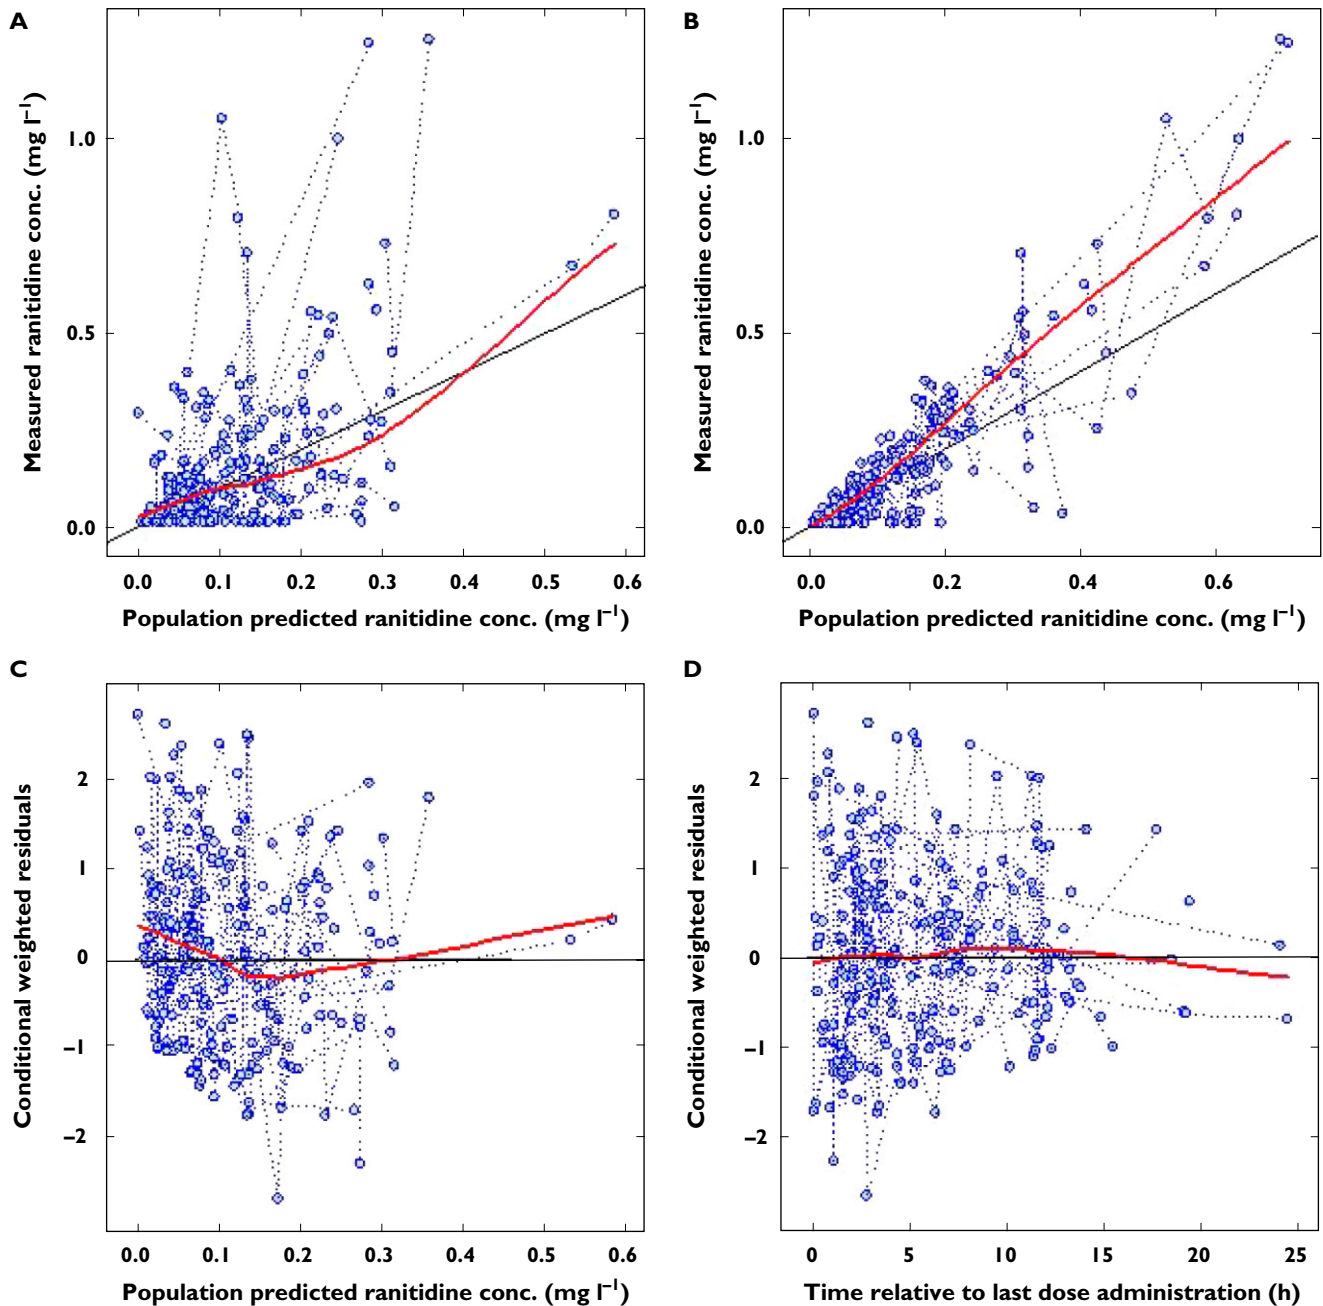 A
Measured ranitidine conc. (mg l⁻¹)
1.0
0.5
0.0
0.0 0.1 0.2 0.3 0.4 0.5 0.6
Population predicted ranitidine conc. (mg l⁻¹)
B
Measured ranitidine conc. (mg l⁻¹)
1.0
0.5
0.0
0.0 0.2 0.4 0.6
Population predicted ranitidine conc. (mg l⁻¹)
C
Conditional weighted residuals
2
1
0
−1
−2
0.0 0.1 0.2 0.3 0.4 0.5 0.6
Population predicted ranitidine conc. (mg l⁻¹)
D
Conditional weighted residuals
2
1
0
−1
−2
0 5 10 15 20 25
Time relative to last dose administration (h)